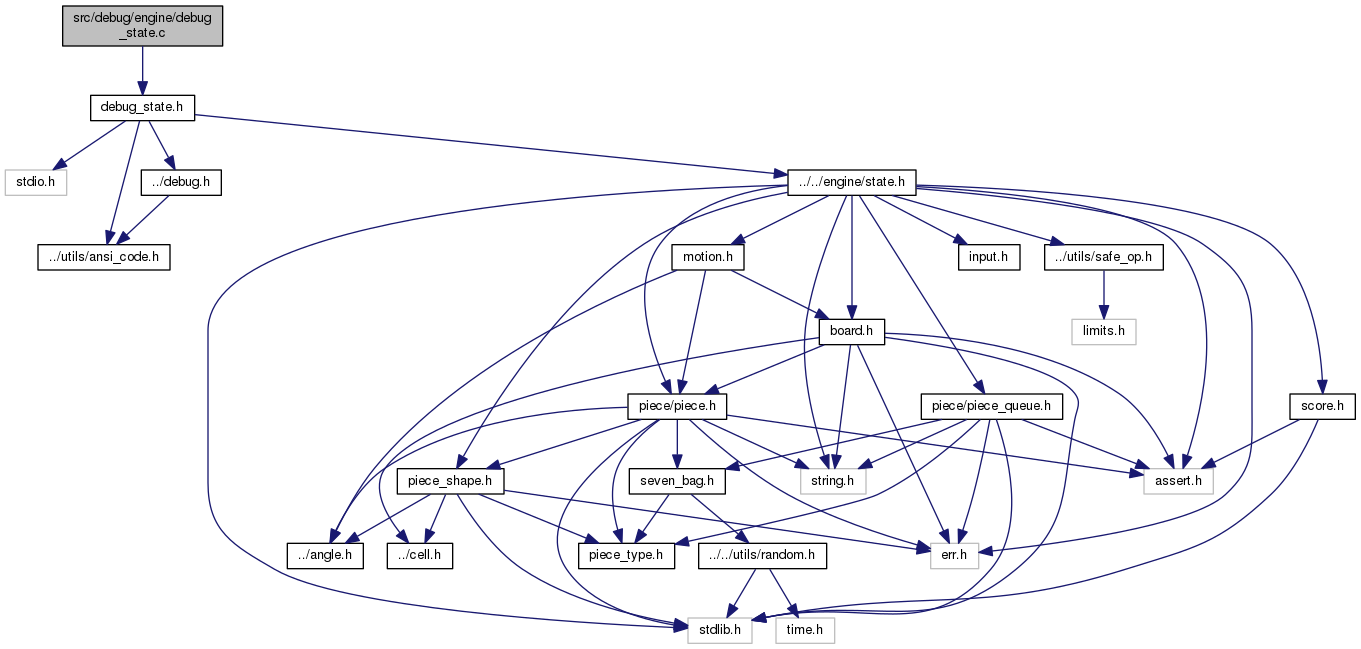 src/debug/engine/debug
_state.c
debug_state.h
stdio.h
../debug.h
../../engine/state.h
../utils/ansi_code.h
motion.h
input.h
../utils/safe_op.h
board.h
limits.h
piece/piece.h
piece/piece_queue.h
score.h
piece_shape.h
seven_bag.h
string.h
assert.h
../angle.h
../cell.h
piece_type.h
../../utils/random.h
err.h
stdlib.h
time.h